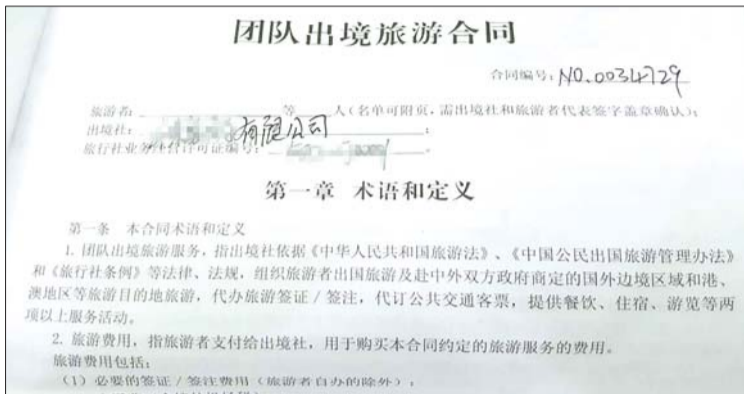 团队出境旅游合同
合同编号：NO.0034729
旅游者：等 人（名单可附页，需出境社和旅游者代表签字盖章确认）；
出境社：有限公司；
旅行社业务经营许可证编号：
第一章 术语和定义
第一条 本合同术语和定义
1. 团队出境旅游服务，指出境社依据《中华人民共和国旅游法》、《中国公民出国旅游管理办法》
和《旅行社条例》等法律、法规，组织旅游者出国旅游及赴中外双方政府商定的国外边境区域和港、
澳地区等旅游目的地旅游，代办旅游签证／签注，代订公共交通客票，提供餐饮、住宿、游览等两
项以上服务活动。
2. 旅游费用，指旅游者支付给出境社，用于购买本合同约定的旅游服务的费用。
旅游费用包括：
（1）必要的签证／签注费用（旅游者自办的除外）；